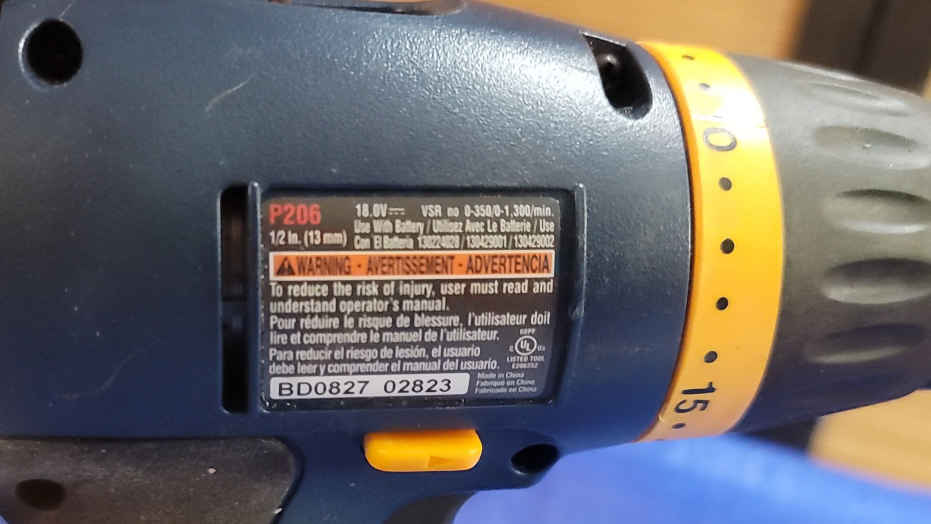 P206 18.0V⎓ VSR no 0-350/0-1,300/min.
1/2 in. (13 mm) Use With Battery / Utilisez Avec Le Batterie / Use
Con El Batteria 130224028 / 130429001 / 130429002
WARNING · AVERTISSEMENT · ADVERTENCIA
To reduce the risk of injury, user must read and
understand operator's manual.
Pour réduire le risque de blessure, l'utilisateur doit
lire et comprendre le manuel de l'utilisateur.
Para reducir el riesgo de lesión, el usuario
debe leer y comprender el manual del usuario.
C UL US
LISTED TOOL
BD0827 02823
Made in China
Fabriqué en Chine
Fabricado en China
15